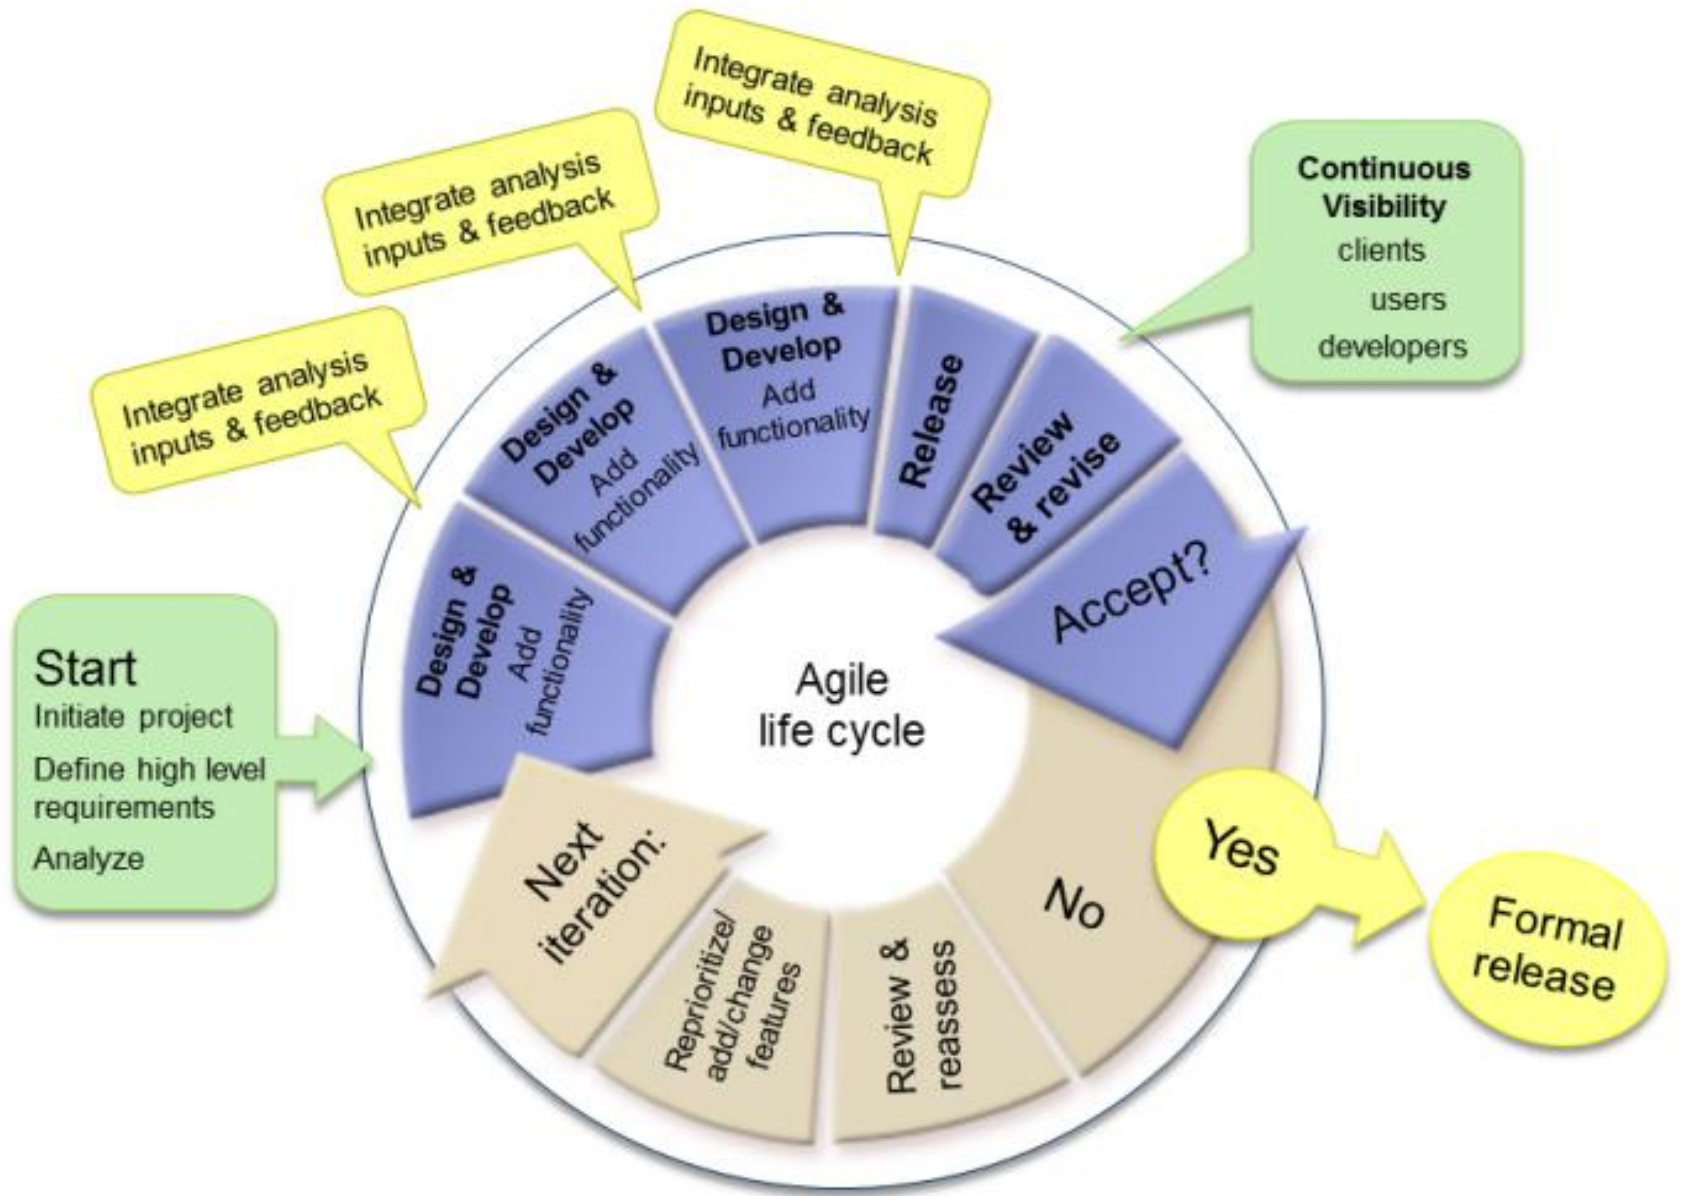 Start
Initiate project
Define high level
requirements
Analyze
Integrate analysis
inputs & feedback
Integrate analysis
inputs & feedback
Integrate analysis
inputs & feedback
Continuous
Visibility
clients
users
developers
Design &
Develop
Add
functionality
Design &
Develop
Add
functionality
Design &
Develop
Add
functionality
Release
Review
& revise
Accept?
Agile
life cycle
Yes
Formal
release
No
Review &
reassess
Reprioritize/
add/change
features
Next
iteration: